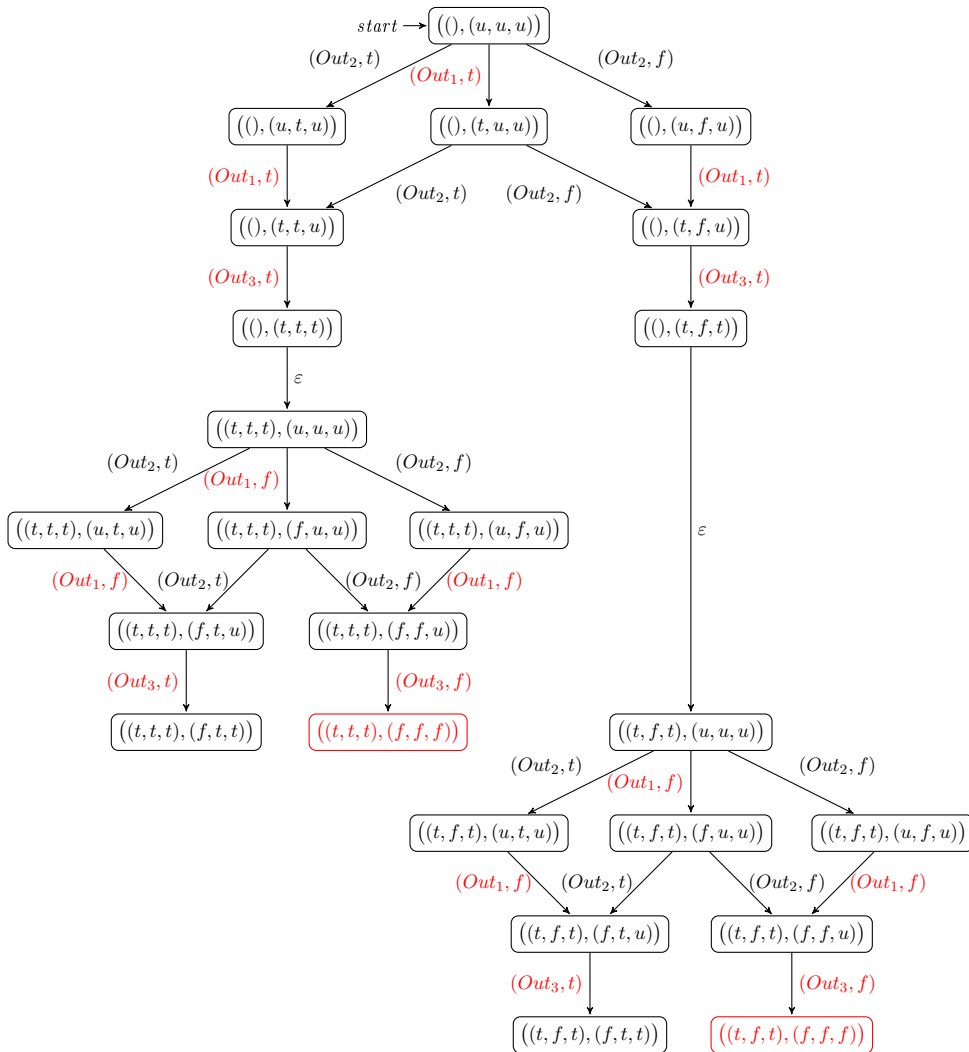 start ((), (u, u, u))
(Out₂, t) (Out₁, t) (Out₂, f)
((), (u, t, u)) ((), (t, u, u)) ((), (u, f, u))
(Out₁, t) (Out₂, t) (Out₂, f) (Out₁, t)
((), (t, t, u)) ((), (t, f, u))
(Out₃, t) (Out₃, t)
((), (t, t, t)) ((), (t, f, t))
ε
((t, t, t), (u, u, u))
(Out₂, t) (Out₁, f) (Out₂, f)
((t, t, t), (u, t, u)) ((t, t, t), (f, u, u)) ((t, t, t), (u, f, u)) ε
(Out₁, f) (Out₂, t) (Out₂, f) (Out₁, f)
((t, t, t), (f, t, u)) ((t, t, t), (f, f, u))
(Out₃, t) (Out₃, f)
((t, t, t), (f, t, t)) ((t, t, t), (f, f, f)) ((t, f, t), (u, u, u))
(Out₂, t) (Out₁, f) (Out₂, f)
((t, f, t), (u, t, u)) ((t, f, t), (f, u, u)) ((t, f, t), (u, f, u))
(Out₁, f) (Out₂, t) (Out₂, f) (Out₁, f)
((t, f, t), (f, t, u)) ((t, f, t), (f, f, u))
(Out₃, t) (Out₃, f)
((t, f, t), (f, t, t)) ((t, f, t), (f, f, f))